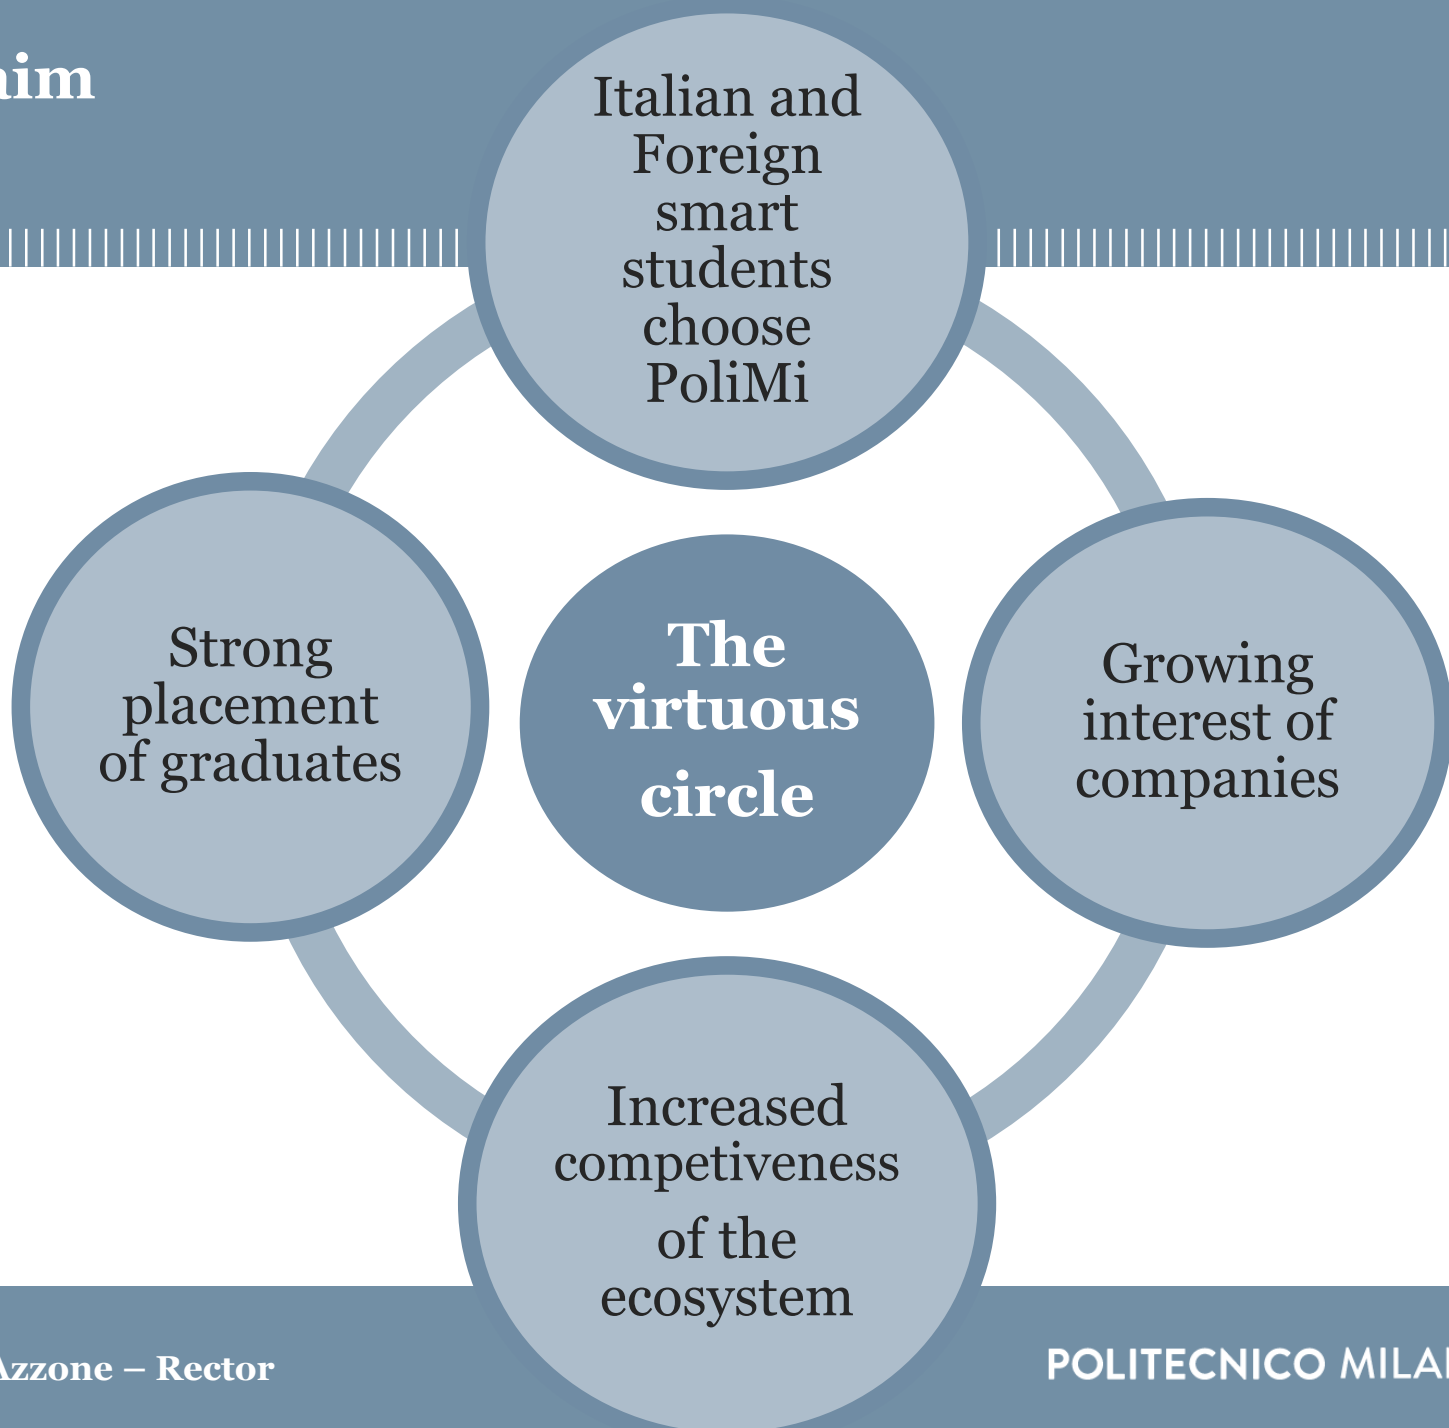 aim
Italian and
Foreign
smart
students
choose
PoliMi
Strong
placement
of graduates
The
virtuous
circle
Growing
interest of
companies
Increased
competiveness
of the
ecosystem
Azzone – Rector
POLITECNICO MILA